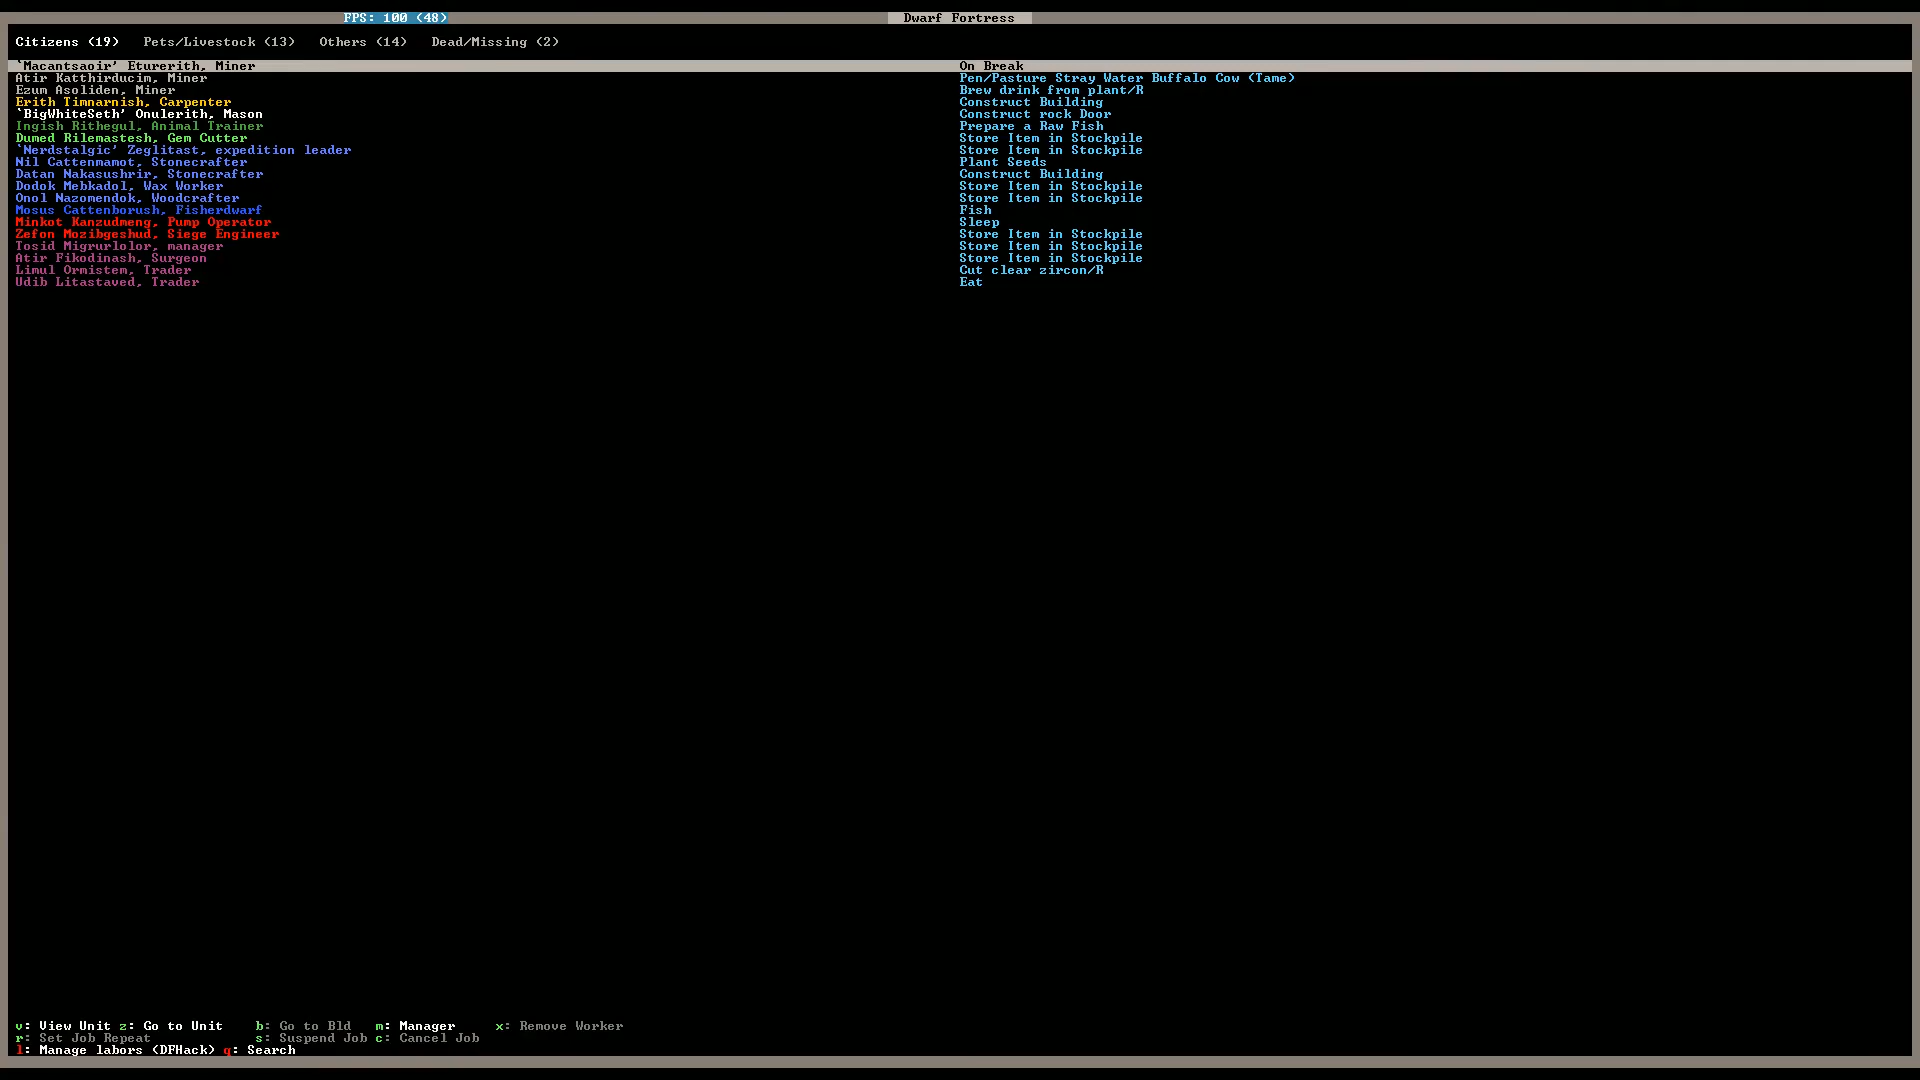 FPS: 100 (48) Dwarf Fortress
Citizens (19) Pets/Livestock (13) Others (14) Dead/Missing (2)
`Macantsaoir' Eturerith, Miner On Break
Atir Katthirducim, Miner Pen/Pasture Stray Water Buffalo Cow (Tame)
Ezum Asoliden, Miner Brew drink from plant/R
Erith Timnarnish, Carpenter Construct Building
`BigWhiteSeth' Onulerith, Mason Construct rock Door
Ingish Rithegul, Animal Trainer Prepare a Raw Fish
Dumed Rilemastesh, Gem Cutter Store Item in Stockpile
`Nerdstalgic' Zeglitast, expedition leader Store Item in Stockpile
Nil Cattenmamot, Stonecrafter Plant Seeds
Datan Nakasushrir, Stonecrafter Construct Building
Dodok Mebkadol, Wax Worker Store Item in Stockpile
Onol Nazomendok, Woodcrafter Store Item in Stockpile
Mosus Cattenborush, Fisherdwarf Fish
Minkot Kanzudmeng, Pump Operator Sleep
Zefon Mozibgeshud, Siege Engineer Store Item in Stockpile
Tosid Migrurlolor, manager Store Item in Stockpile
Atir Fikodinash, Surgeon Store Item in Stockpile
Limul Ormistem, Trader Cut clear zircon/R
Udib Litastaved, Trader Eat
v: View Unit z: Go to Unit b: Go to Bld m: Manager x: Remove Worker
r: Set Job Repeat s: Suspend Job c: Cancel Job
l: Manage labors (DFHack) q: Search